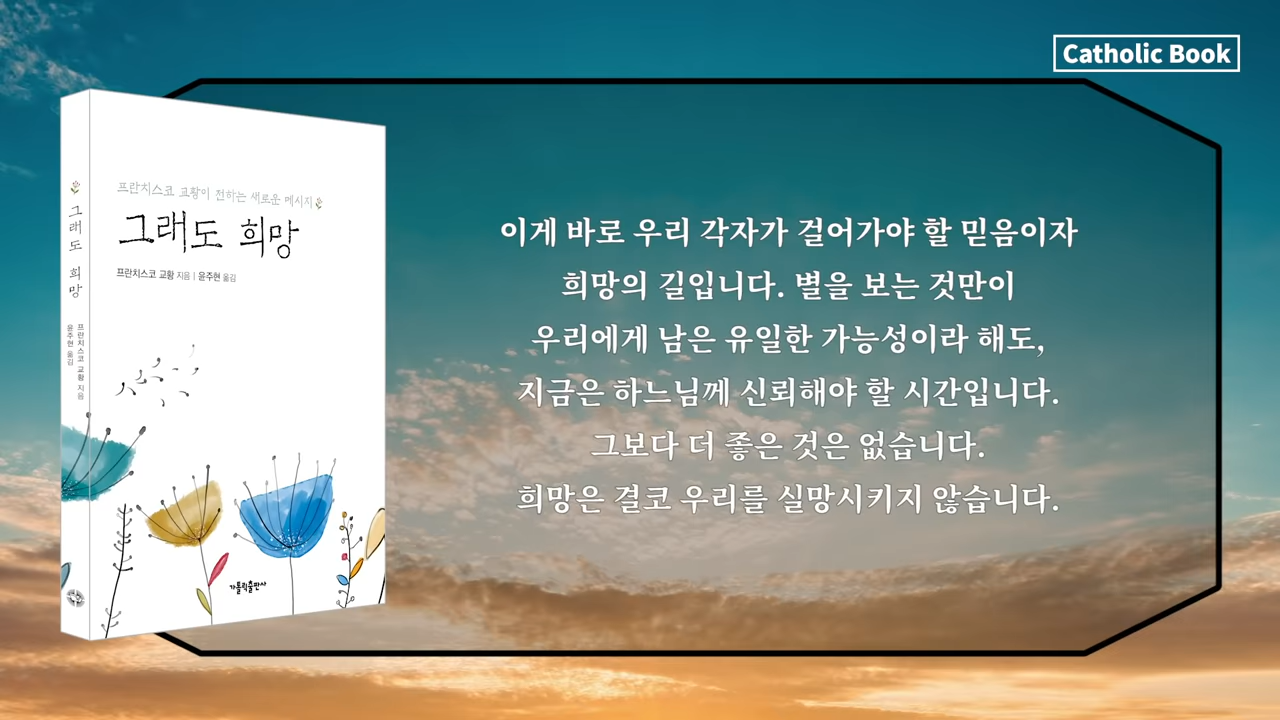 Catholic Book
프란치스코 교황이 전하는 새로운 메시지
그래도 희망
프란치스코 교황 지음 | 윤주현 옮김
가톨릭출판사
그래도 희망
프란치스코 교황 지음
윤주현 옮김
이게 바로 우리 각자가 걸어가야 할 믿음이자
희망의 길입니다. 별을 보는 것만이
우리에게 남은 유일한 가능성이라 해도,
지금은 하느님께 신뢰해야 할 시간입니다.
그보다 더 좋은 것은 없습니다.
희망은 결코 우리를 실망시키지 않습니다.